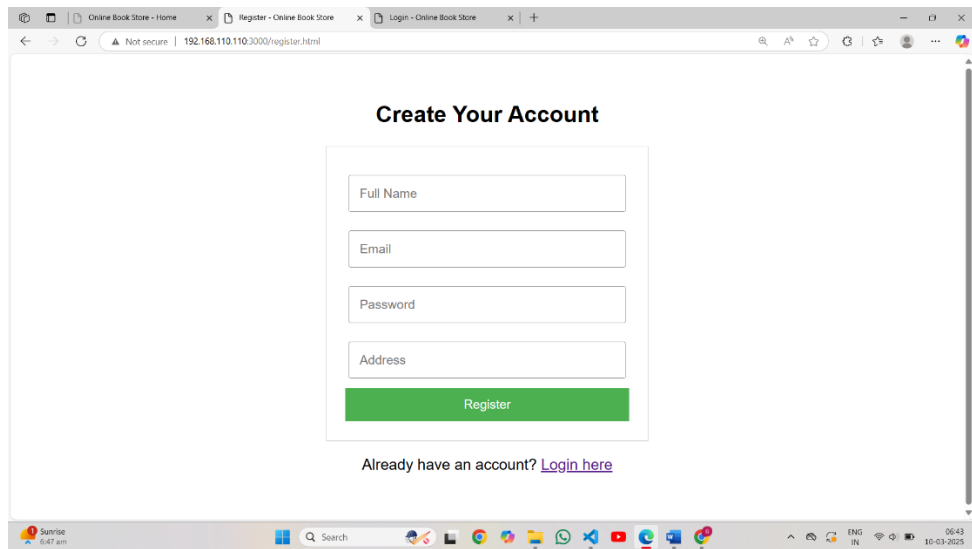 Online Book Store - Home
Register - Online Book Store
Login - Online Book Store
Not secure
192.168.110.110:3000/register.html
Create Your Account
Full Name
Email
Password
Address
Register
Already have an account? Login here
1
Sunrise
6:47 am
Search
ENG
IN
06:43
10-03-2025